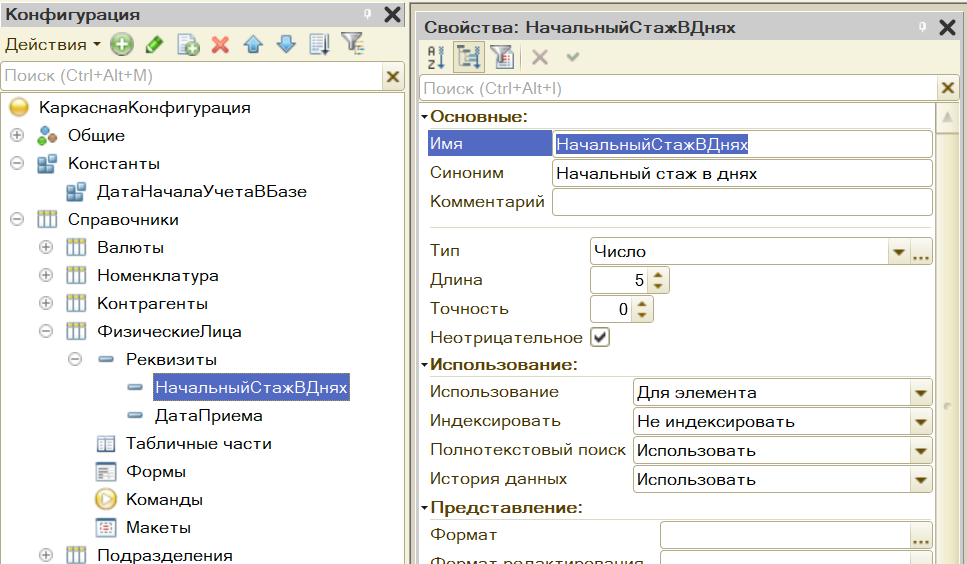 Конфигурация
Действия
Поиск (Ctrl+Alt+M)
КаркаснаяКонфигурация
Общие
Константы
ДатаНачалаУчетаВБазе
Справочники
Валюты
Номенклатура
Контрагенты
ФизическиеЛица
Реквизиты
НачальныйСтажВДнях
ДатаПриема
Табличные части
Формы
Команды
Макеты
Подразделения
Свойства: НачальныйСтажВДнях
Поиск (Ctrl+Alt+I)
Основные:
Имя НачальныйСтажВДнях
Синоним Начальный стаж в днях
Комментарий
Тип Число
Длина 5
Точность 0
Неотрицательное
Использование:
Использование Для элемента
Индексировать Не индексировать
Полнотекстовый поиск Использовать
История данных Использовать
Представление:
Формат
Формат редактирования